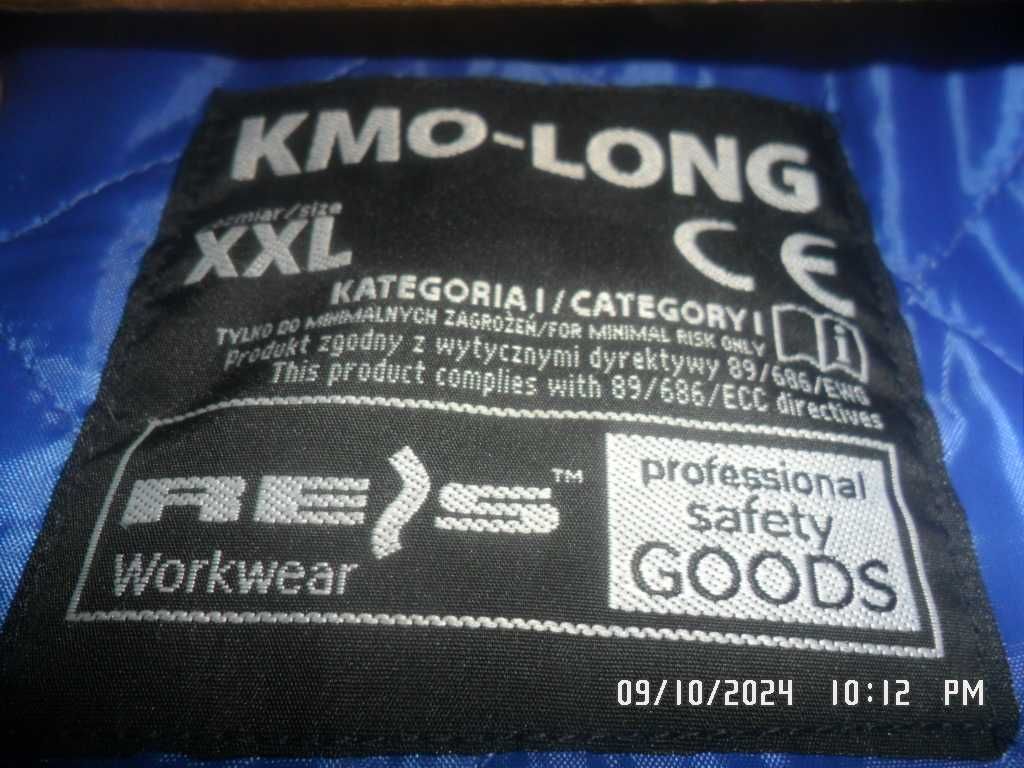 KMO-LONG
rozmiar/size
XXL
CE
KATEGORIA I / CATEGORY I
TYLKO DO MINIMALNYCH ZAGROŻEŃ/FOR MINIMAL RISK ONLY
Produkt zgodny z wytycznymi dyrektywy 89/686/EWG
This product complies with 89/686/ECC directives
REIS™
Workwear
professional
safety
GOODS
09/10/2024 10:12 PM